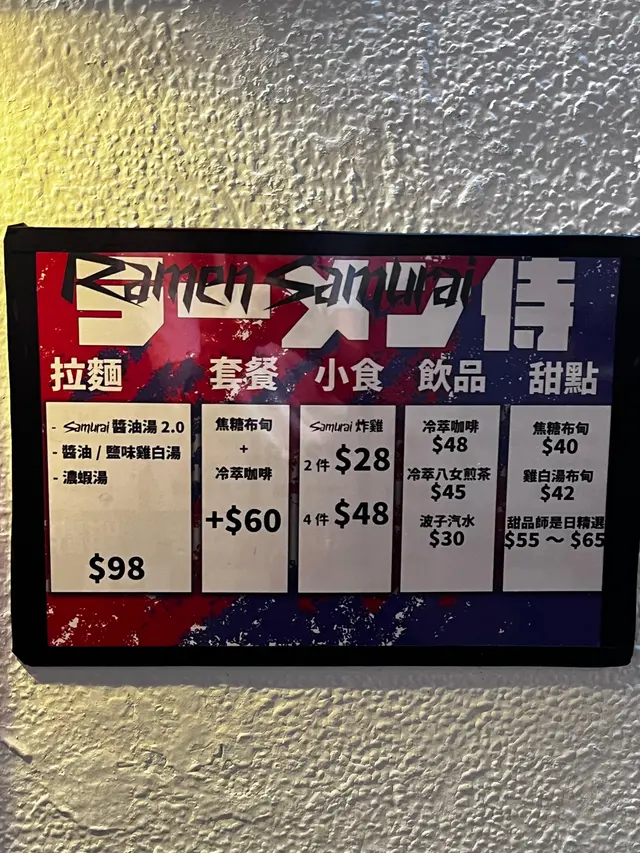 Ramen Samurai
ラーメン侍
拉麵
- Samurai 醬油湯 2.0
- 醬油 / 鹽味雞白湯
- 濃蝦湯
$98
套餐
焦糖布甸
+
冷萃咖啡
+$60
小食
Samurai 炸雞
2 件 $28
4 件 $48
飲品
冷萃咖啡
$48
冷萃八女煎茶
$45
波子汽水
$30
甜點
焦糖布甸
$40
雞白湯布甸
$42
甜品師是日精選
$55 ～ $65